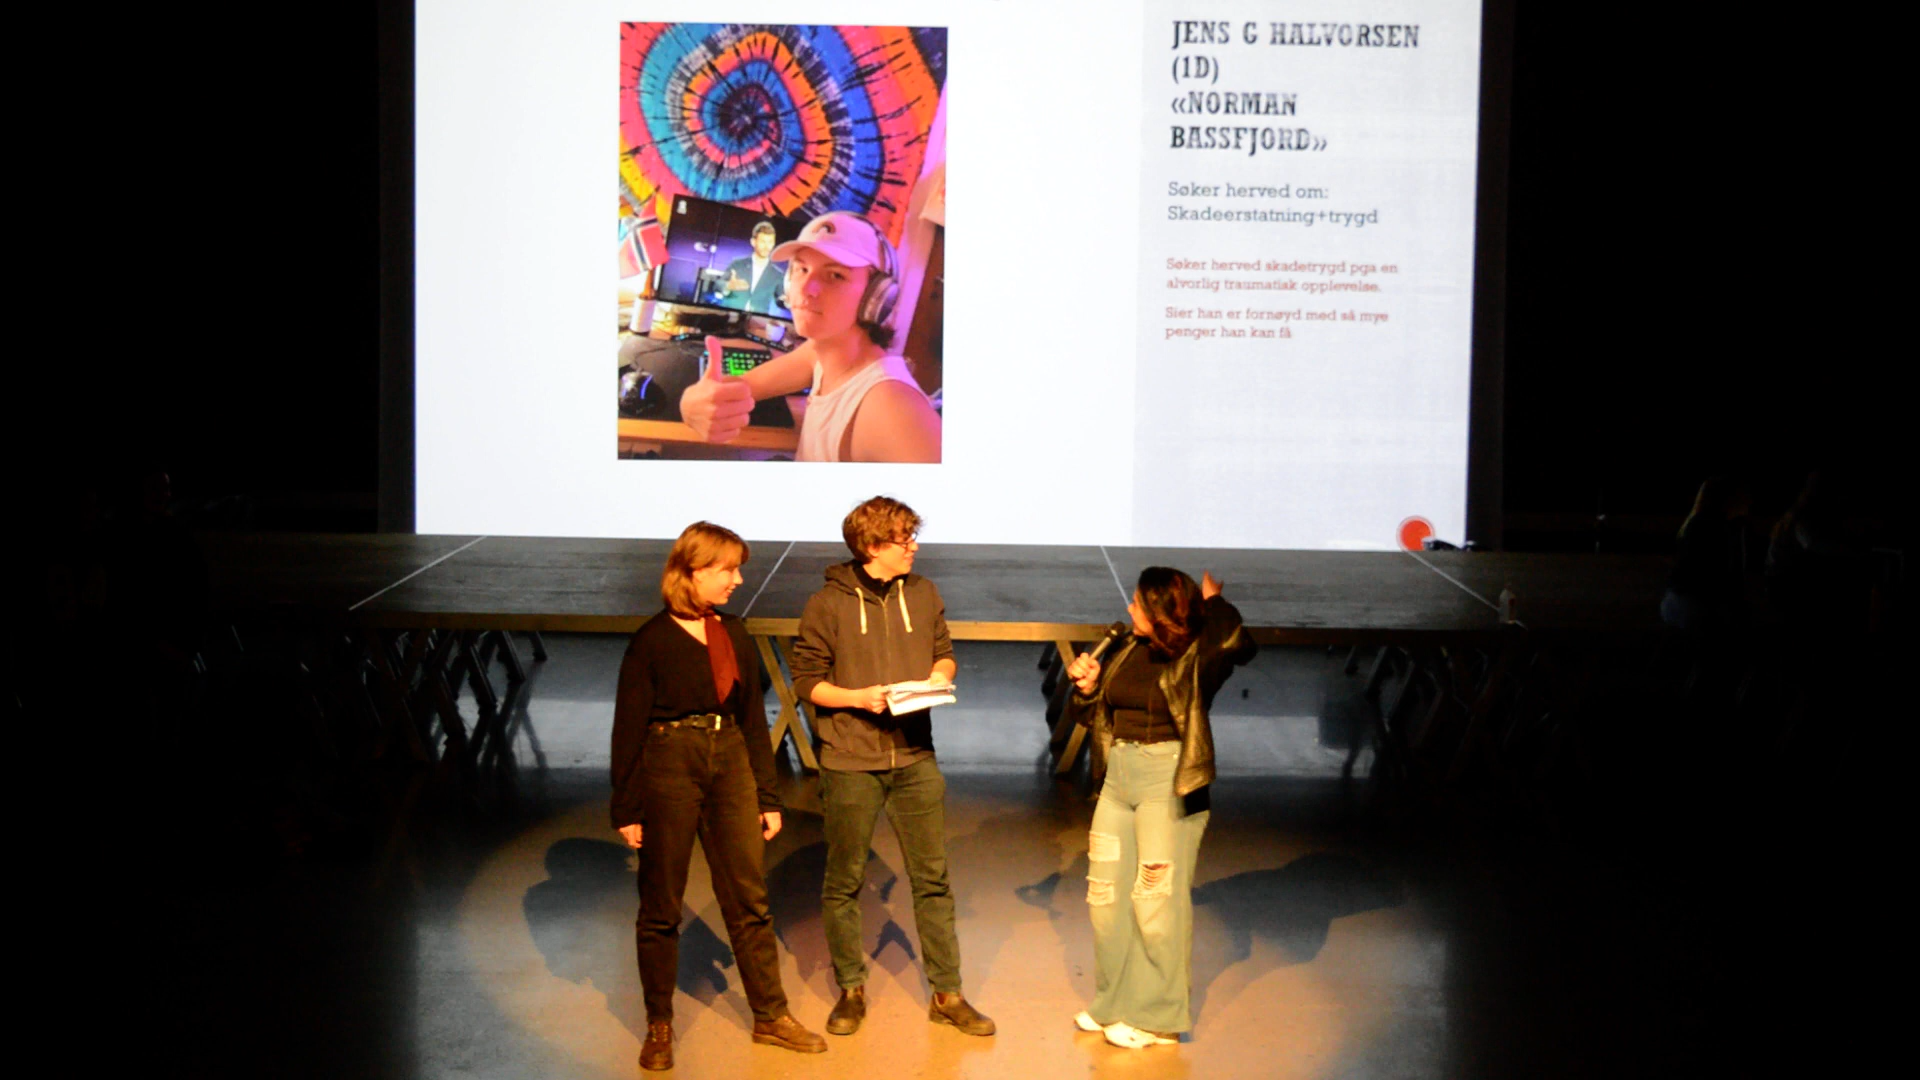 JENS G HALVORSEN
(1D)
«NORMAN
BASSFJORD»
Søker herved om:
Skadeerstatning+trygd
Søker herved skadetrygd pga en
alvorlig traumatisk opplevelse.
Sier han er fornøyd med så mye
penger han kan få